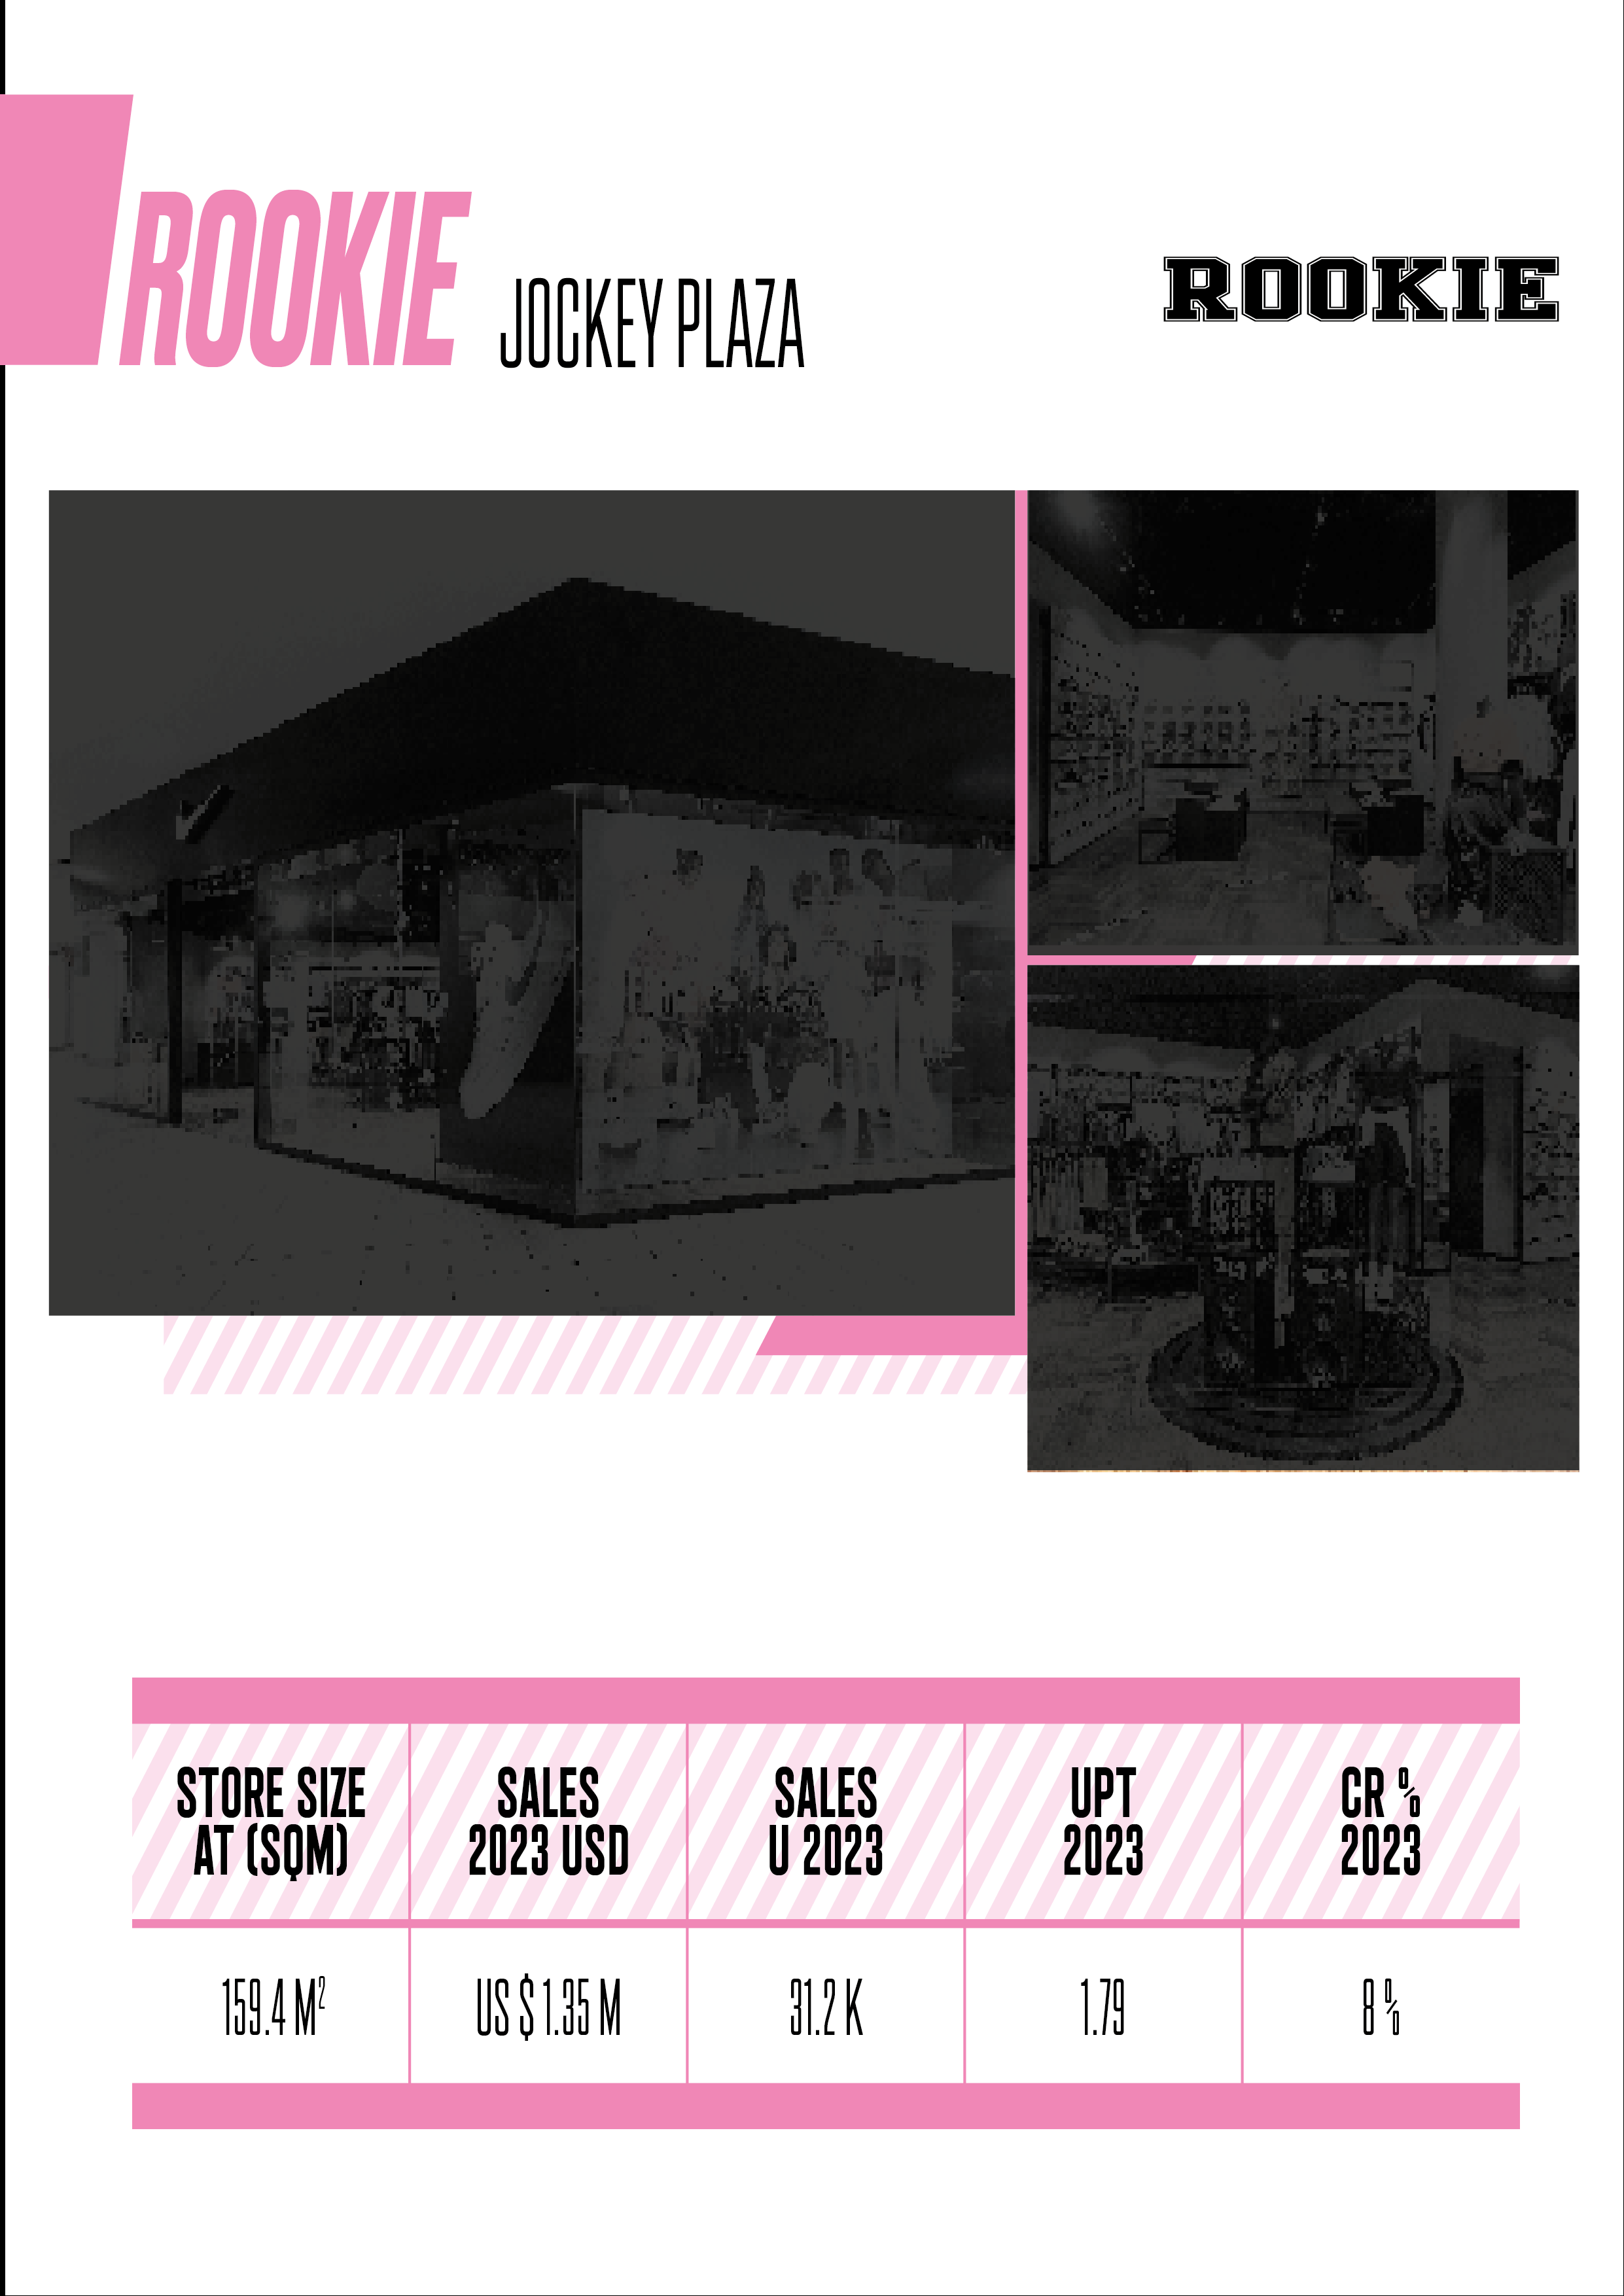 ROOKIE JOCKEY PLAZA
ROOKIE
STORE SIZE
AT (SQM)
SALES
2023 USD
SALES
U 2023
UPT
2023
CR %
2023
159.4 M²
US $ 1.35 M
31.2 K
1.79
8 %